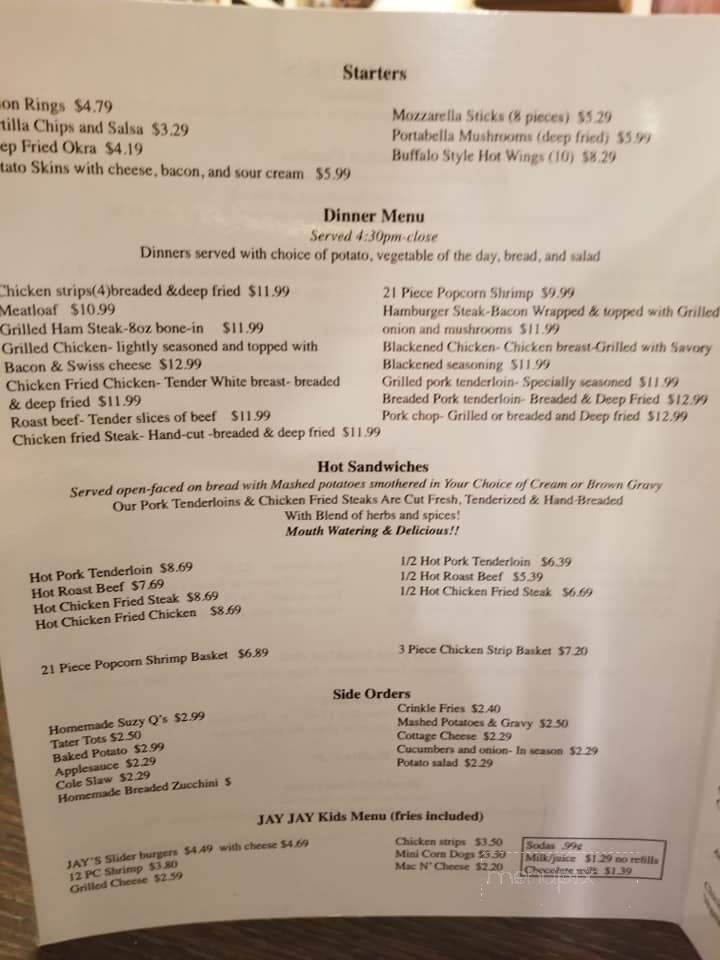 Starters
on Rings $4.79
tilla Chips and Salsa $3.29
ep Fried Okra $4.19
tato Skins with cheese, bacon, and sour cream $5.99
Mozzarella Sticks (8 pieces) $5.29
Portabella Mushrooms (deep fried) $5.99
Buffalo Style Hot Wings (10) $8.29
Dinner Menu
Served 4:30pm-close
Dinners served with choice of potato, vegetable of the day, bread, and salad
Chicken strips(4)breaded &deep fried $11.99
Meatloaf $10.99
Grilled Ham Steak-8oz bone-in $11.99
Grilled Chicken- lightly seasoned and topped with
Bacon & Swiss cheese $12.99
Chicken Fried Chicken- Tender White breast- breaded
& deep fried $11.99
Roast beef- Tender slices of beef $11.99
Chicken fried Steak- Hand-cut -breaded & deep fried $11.99
21 Piece Popcorn Shrimp $9.99
Hamburger Steak-Bacon Wrapped & topped with Grilled
onion and mushrooms $11.99
Blackened Chicken- Chicken breast-Grilled with Savory
Blackened seasoning $11.99
Grilled pork tenderloin- Specially seasoned $11.99
Breaded Pork tenderloin- Breaded & Deep Fried $12.99
Pork chop- Grilled or breaded and Deep fried $12.99
Hot Sandwiches
Served open-faced on bread with Mashed potatoes smothered in Your Choice of Cream or Brown Gravy
Our Pork Tenderloins & Chicken Fried Steaks Are Cut Fresh, Tenderized & Hand-Breaded
With Blend of herbs and spices!
Mouth Watering & Delicious!!
Hot Pork Tenderloin $8.69
Hot Roast Beef $7.69
Hot Chicken Fried Steak $8.69
Hot Chicken Fried Chicken $8.69
1/2 Hot Pork Tenderloin $6.39
1/2 Hot Roast Beef $5.39
1/2 Hot Chicken Fried Steak $6.69
21 Piece Popcorn Shrimp Basket $6.89
3 Piece Chicken Strip Basket $7.20
Side Orders
Homemade Suzy Q's $2.99
Tater Tots $2.50
Baked Potato $2.99
Applesauce $2.29
Cole Slaw $2.29
Homemade Breaded Zucchini $
Crinkle Fries $2.40
Mashed Potatoes & Gravy $2.50
Cottage Cheese $2.29
Cucumbers and onion- In season $2.29
Potato salad $2.29
JAY JAY Kids Menu (fries included)
JAY'S Slider burgers $4.49 with cheese $4.69
12 PC Shrimp $3.80
Grilled Cheese $2.59
Chicken strips $3.50
Mini Corn Dogs $3.30
Mac N' Cheese $2.20
Sodas .99¢
Milk/juice $1.29 no refills
Chocolate milk $1.39
menupix